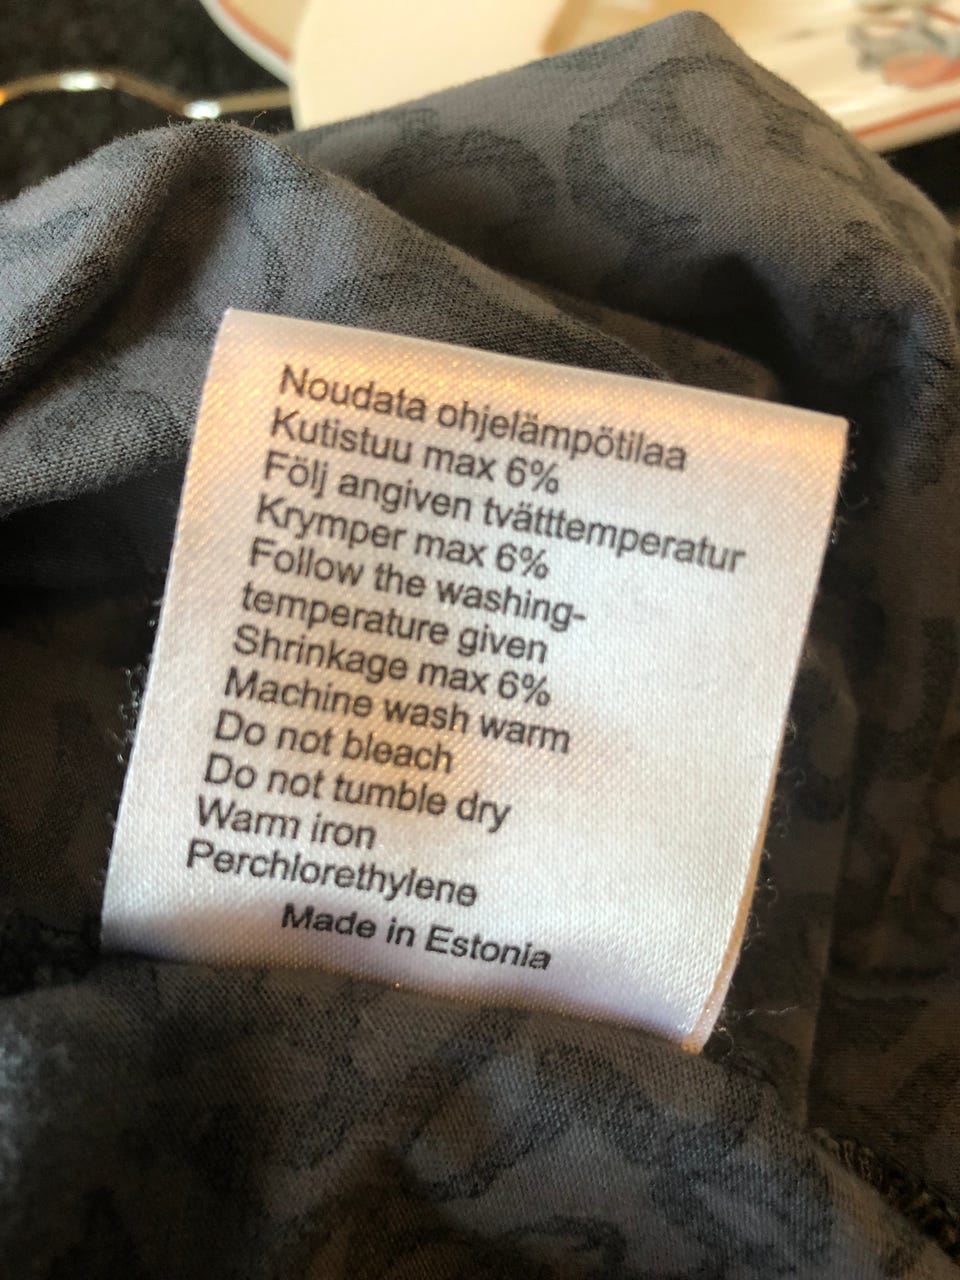 Noudata ohjelämpötilaa
Kutistuu max 6%
Följ angiven tvätttemperatur
Krymper max 6%
Follow the washing-
temperature given
Shrinkage max 6%
Machine wash warm
Do not bleach
Do not tumble dry
Warm iron
Perchlorethylene
Made in Estonia